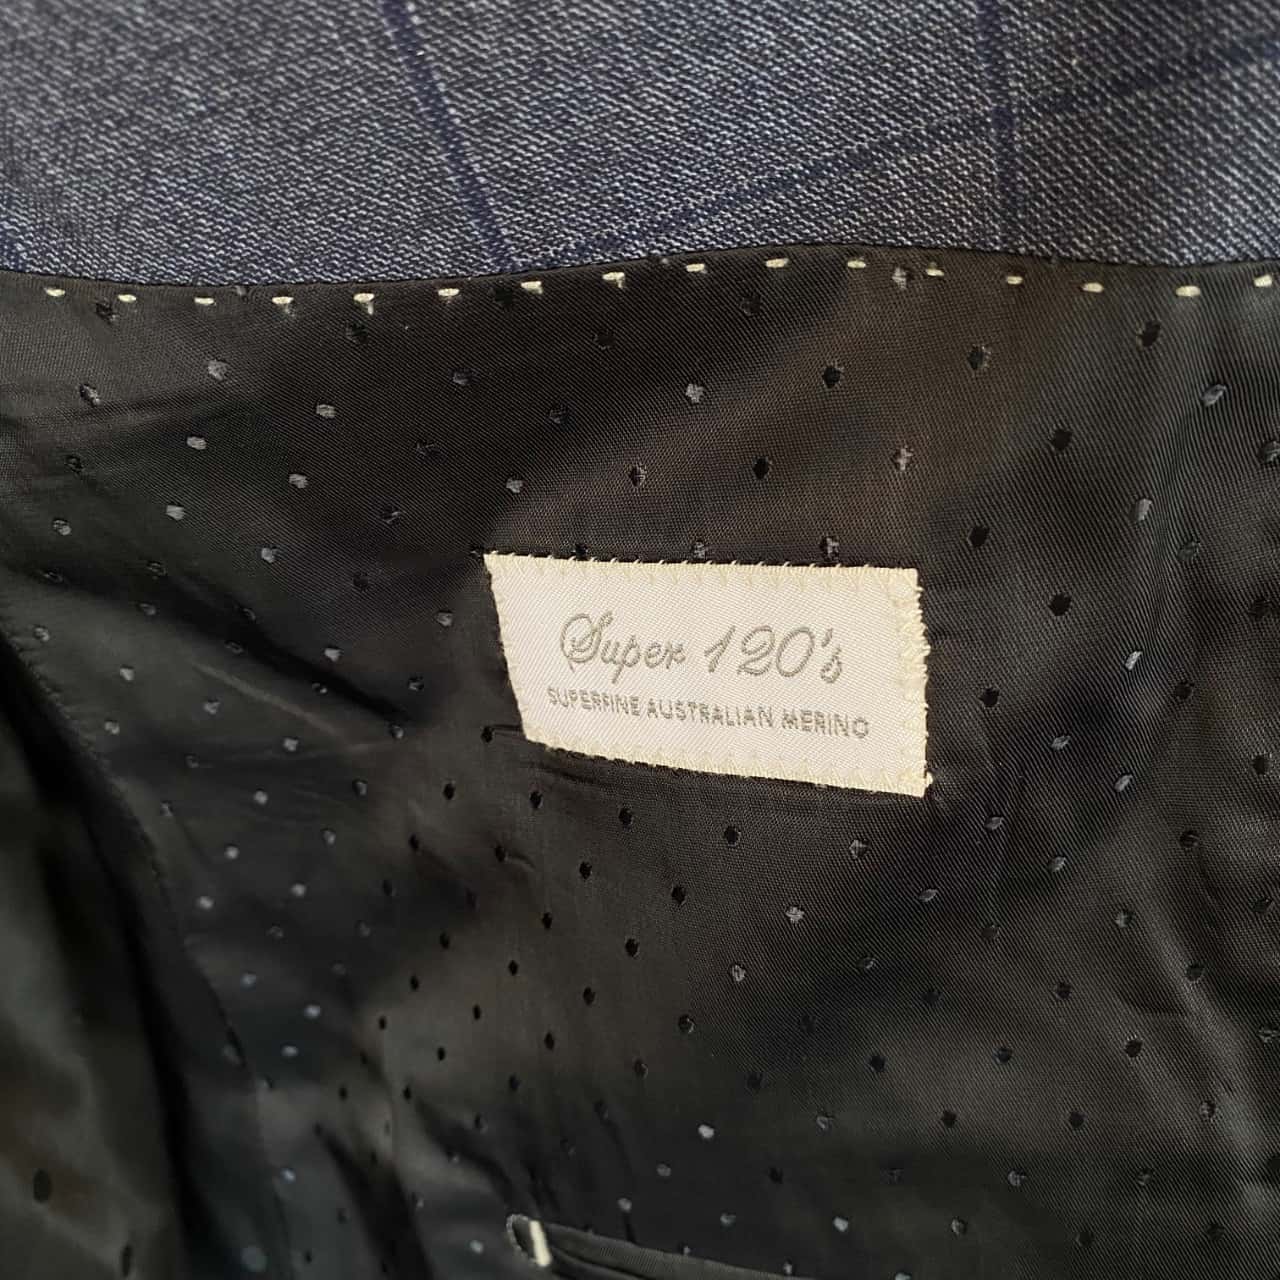 Super 120's
SUPERFINE AUSTRALIAN MERINO